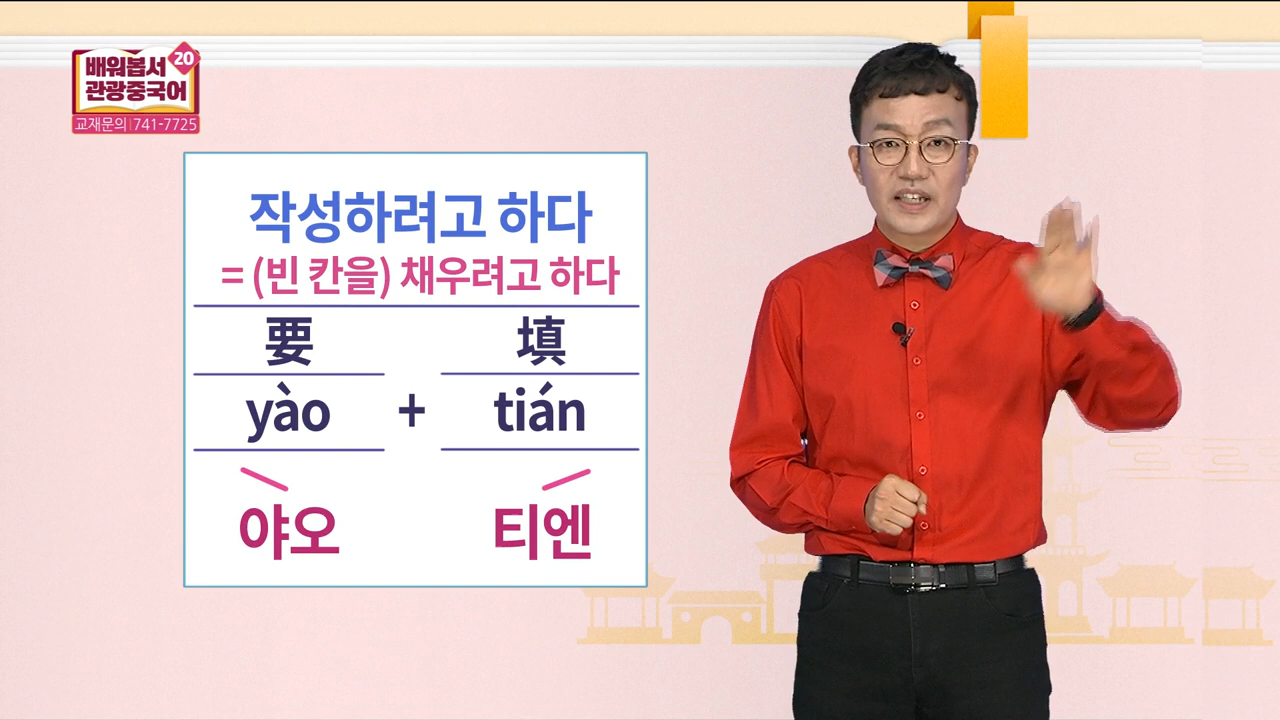 배워봅서 20
관광중국어
교재문의 | 741-7725
작성하려고 하다
= (빈 칸을) 채우려고 하다
要 填
yào + tián
야오 티엔